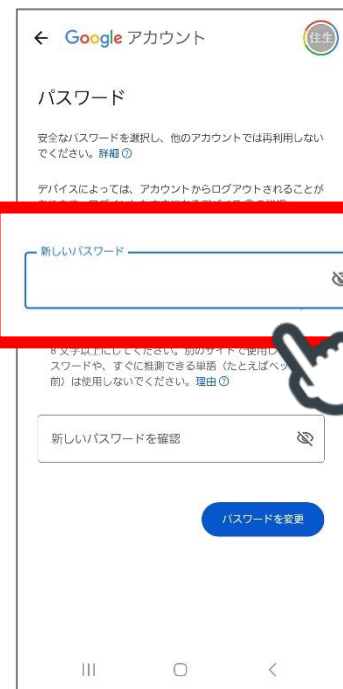 Google アカウント
住生
パスワード
安全なパスワードを選択し、他のアカウントでは再利用しない
でください。詳細
デバイスによっては、アカウントからログアウトされることが
新しいパスワード
8 文字以上にしてください。別のサイトで使用し
スワードや、すぐに推測できる単語（たとえばペッ
前）は使用しないでください。理由
新しいパスワードを確認
パスワードを変更